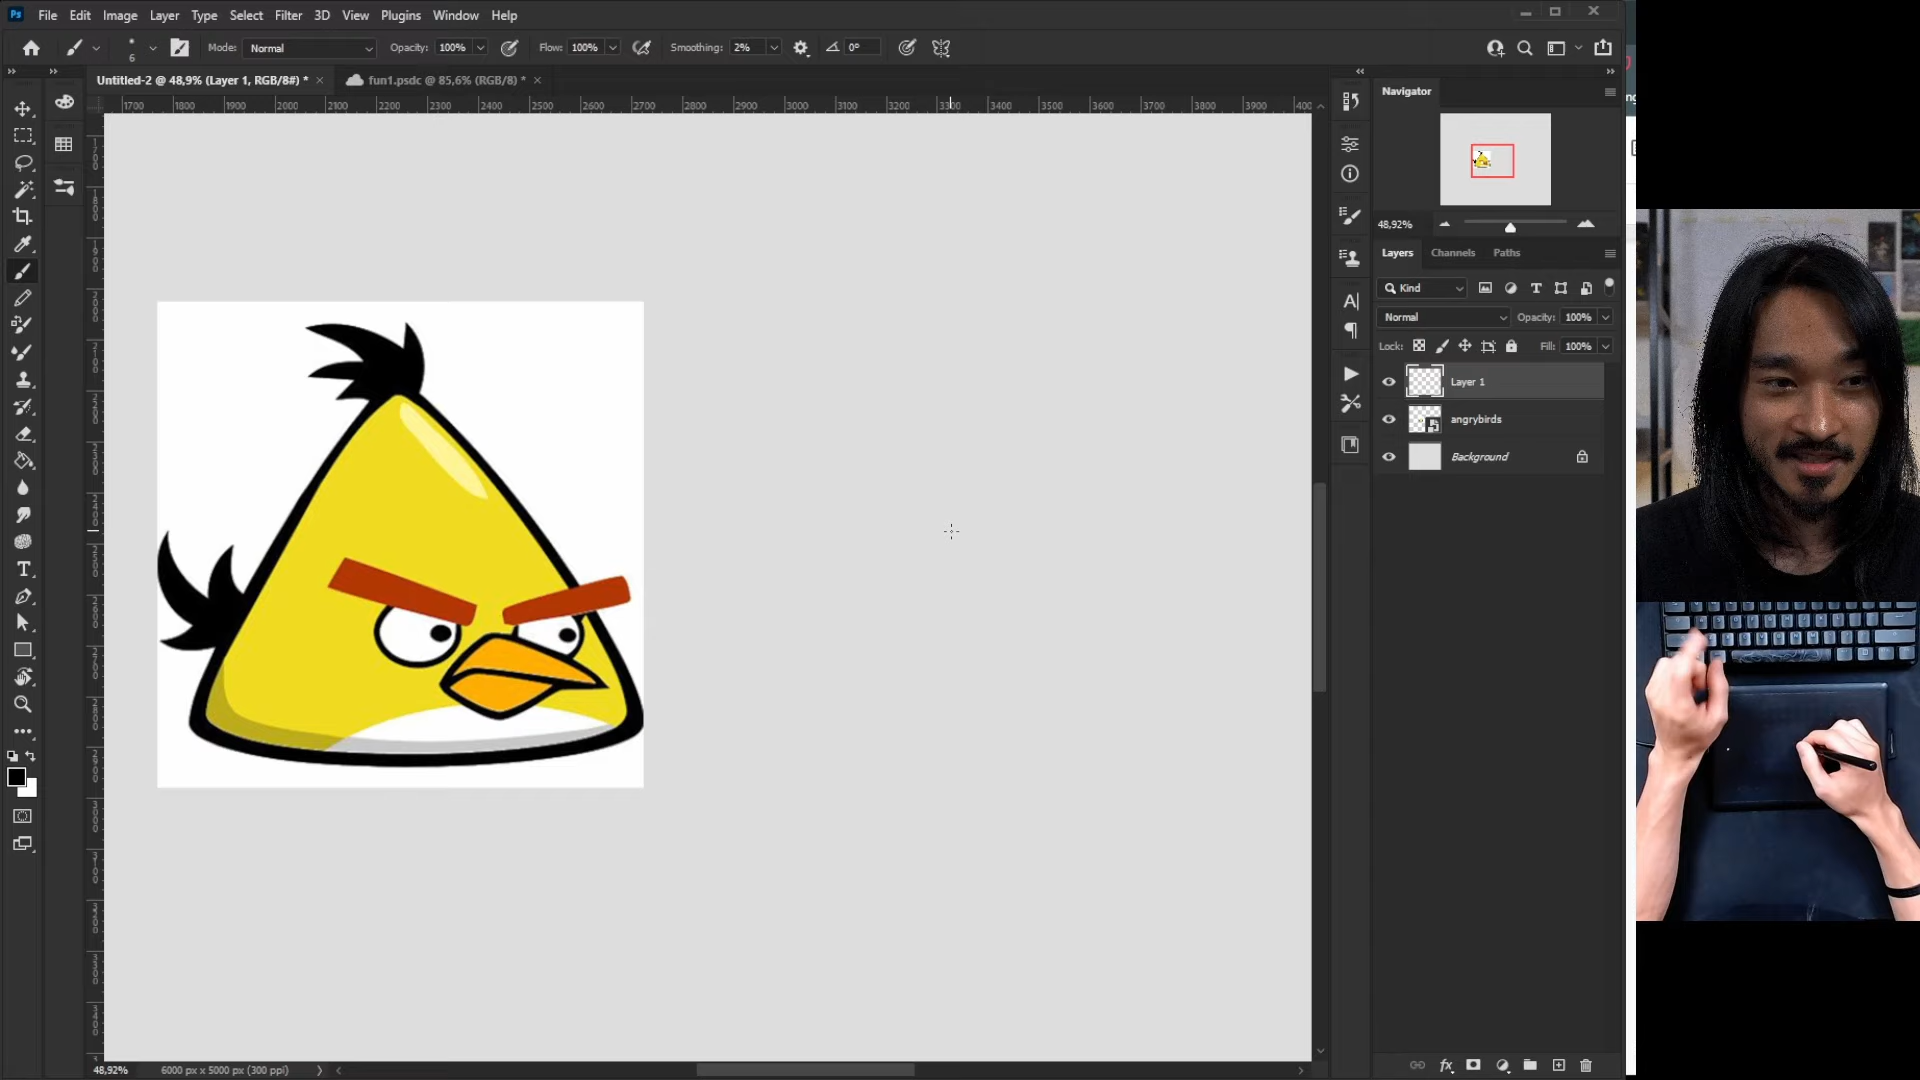 Ps File Edit Image Layer Type Select Filter 3D View Plugins Window Help
6 Mode: Normal Opacity: 100% Flow: 100% Smoothing: 2% 0°
Untitled-2 @ 48,9% (Layer 1, RGB/8#) * × fun1.psdc @ 85,6% (RGB/8) * ×
1700 1800 1900 2000 2100 2200 2300 2400 2500 2600 2700 2800 2900 3000 3100 3200 3300 3400 3500 3600 3700 3800 3900 400
Navigator
48,92%
Layers Channels Paths
Kind
Normal Opacity: 100%
Lock: Fill: 100%
Layer 1
angrybirds
Background
48,92% 6000 px x 5000 px (300 ppi)